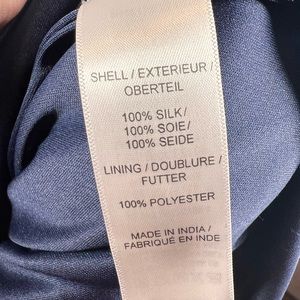 SHELL / EXTERIEUR /
OBERTEIL
100% SILK /
100% SOIE /
100% SEIDE
LINING / DOUBLURE /
FUTTER
100% POLYESTER
MADE IN INDIA /
FABRIQUÉ EN INDE